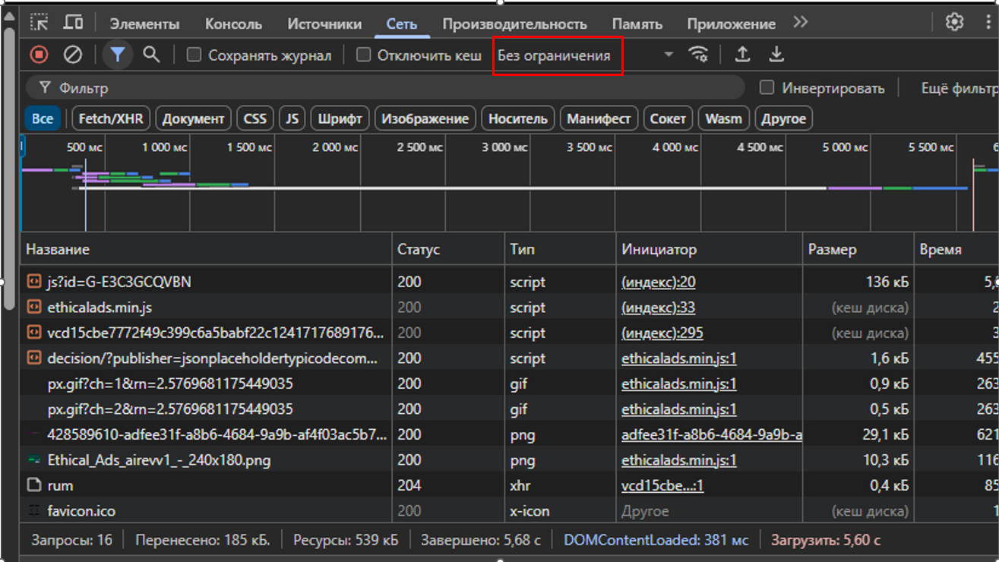 Элементы Консоль Источники Сеть Производительность Память Приложение
Сохранять журнал Отключить кеш Без ограничения
Фильтр Инвертировать Ещё фильтр
Все Fetch/XHR Документ CSS JS Шрифт Изображение Носитель Манифест Сокет Wasm Другое
500 мс 1 000 мс 1 500 мс 2 000 мс 2 500 мс 3 000 мс 3 500 мс 4 000 мс 4 500 мс 5 000 мс 5 500 мс 6
Название Статус Тип Инициатор Размер Время
js?id=G-E3C3GCQVBN 200 script (индекс):20 136 кБ 5,
ethicalads.min.js 200 script (индекс):33 (кеш диска) 2
vcd15cbe7772f49c399c6a5babf22c1241717689176... 200 script (индекс):295 (кеш диска) 3
decision/?publisher=jsonplaceholdertypicodecom... 200 script ethicalads.min.js:1 1,6 кБ 455
px.gif?ch=1&rn=2.5769681175449035 200 gif ethicalads.min.js:1 0,9 кБ 263
px.gif?ch=2&rn=2.5769681175449035 200 gif ethicalads.min.js:1 0,5 кБ 263
428589610-adfee31f-a8b6-4684-9a9b-af4f03ac5b7... 200 png adfee31f-a8b6-4684-9a9b-a 29,1 кБ 621
Ethical_Ads_airevv1_-_240x180.png 200 png ethicalads.min.js:1 10,3 кБ 116
rum 204 xhr vcd15cbe...:1 0,4 кБ 85
favicon.ico 200 x-icon Другое (кеш диска) 1
Запросы: 16 Перенесено: 185 кБ. Ресурсы: 539 кБ Завершено: 5,68 с DOMContentLoaded: 381 мс Загрузить: 5,60 с